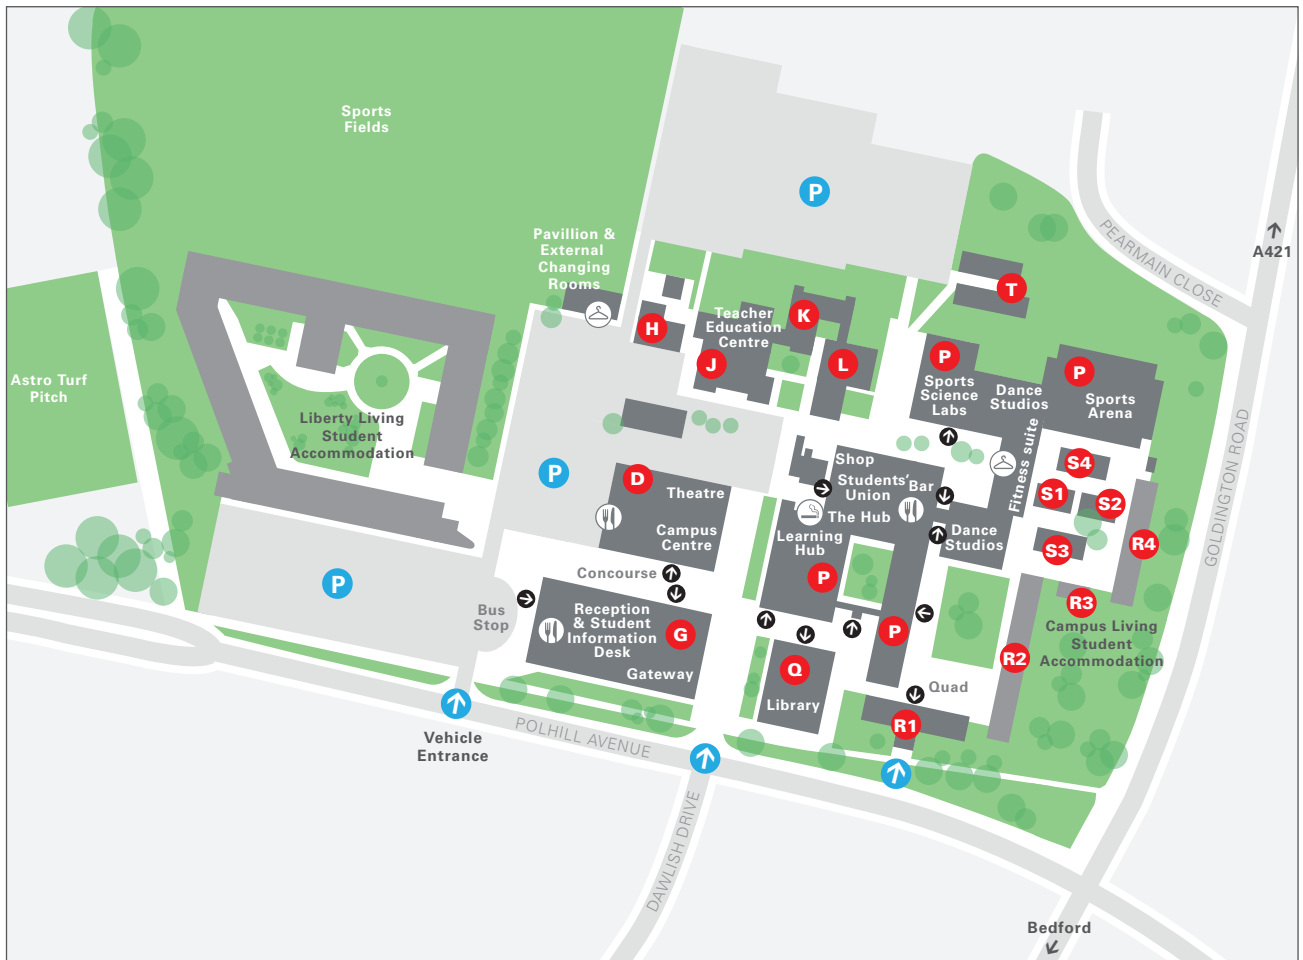 Sports
Fields
P
PEARMAIN CLOSE
A421
Pavillion &
External
Changing
Rooms
T
H
Teacher
Education
Centre
K
J
L
P
Sports
Science
Labs
Dance
Studios
P
Sports
Arena
Astro Turf
Pitch
Liberty Living
Student
Accommodation
GOLDINGTON ROAD
Fitness suite
Shop
Students'
Union
Bar
The Hub
S4
S1
S2
S3
R4
P
D
Theatre
Campus
Centre
Learning
Hub
Dance
Studios
P
Concourse
P
Bus
Stop
Reception
& Student
Information
Desk
G
Gateway
P
R3
Campus Living
Student
Accommodation
R2
Q
Library
Quad
R1
Vehicle
Entrance
POLHILL AVENUE
DAWLISH DRIVE
Bedford